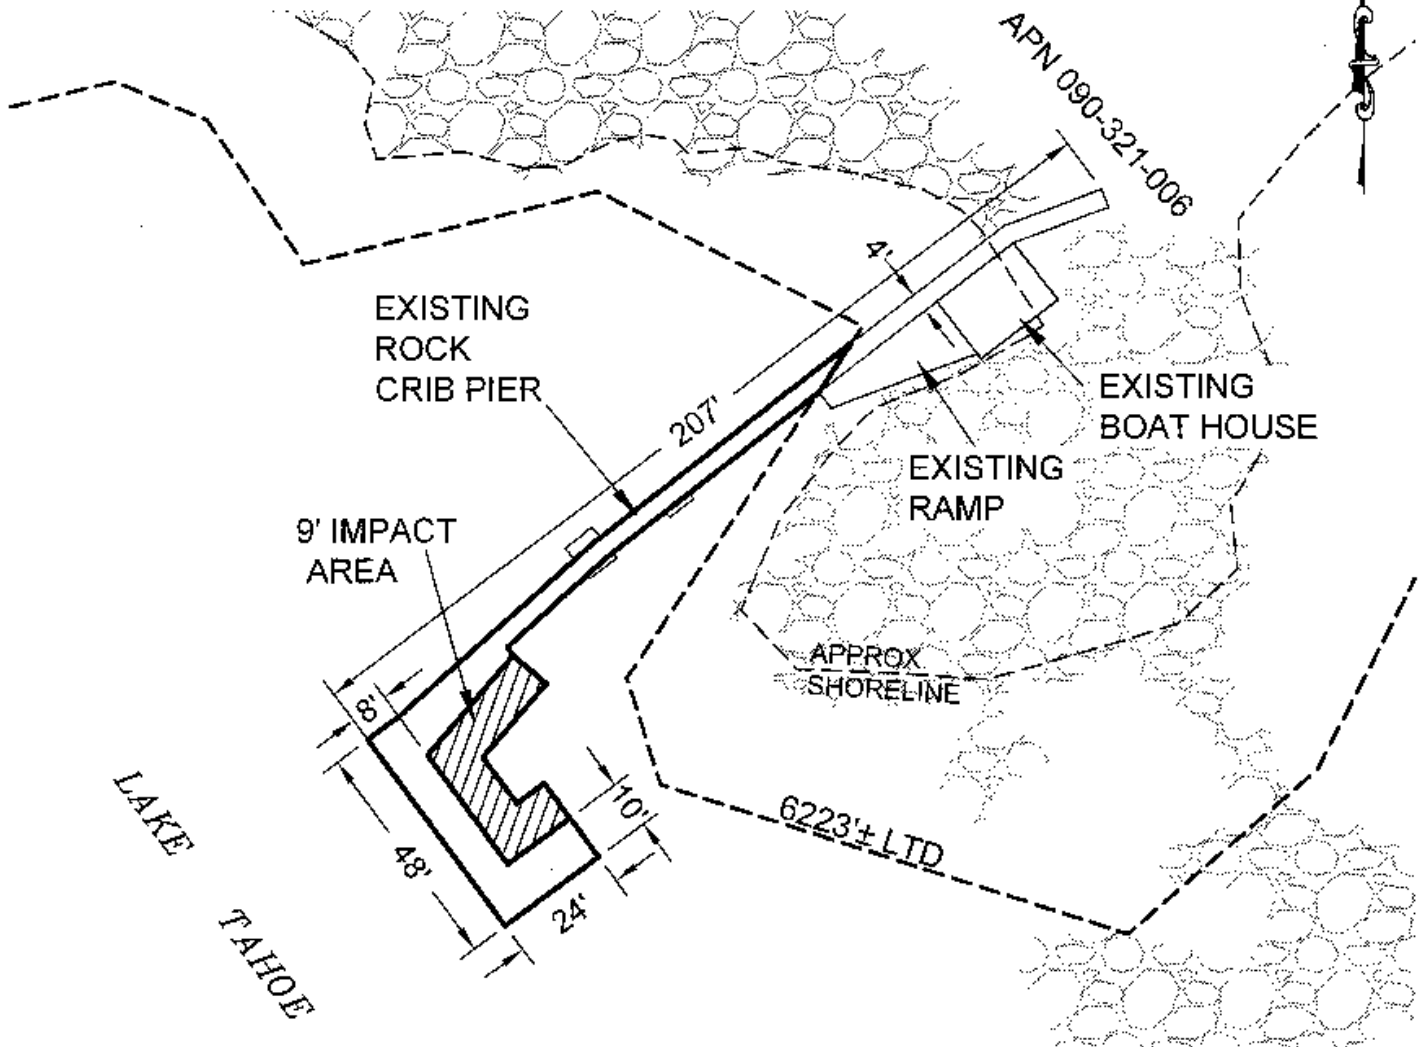 APN 090-321-006
4'
EXISTING
ROCK
CRIB PIER
207'
EXISTING
BOAT HOUSE
EXISTING
RAMP
9' IMPACT
AREA
APPROX
SHORELINE
8'
10'
48'
24'
6223'± LTD
LAKE
TAHOE